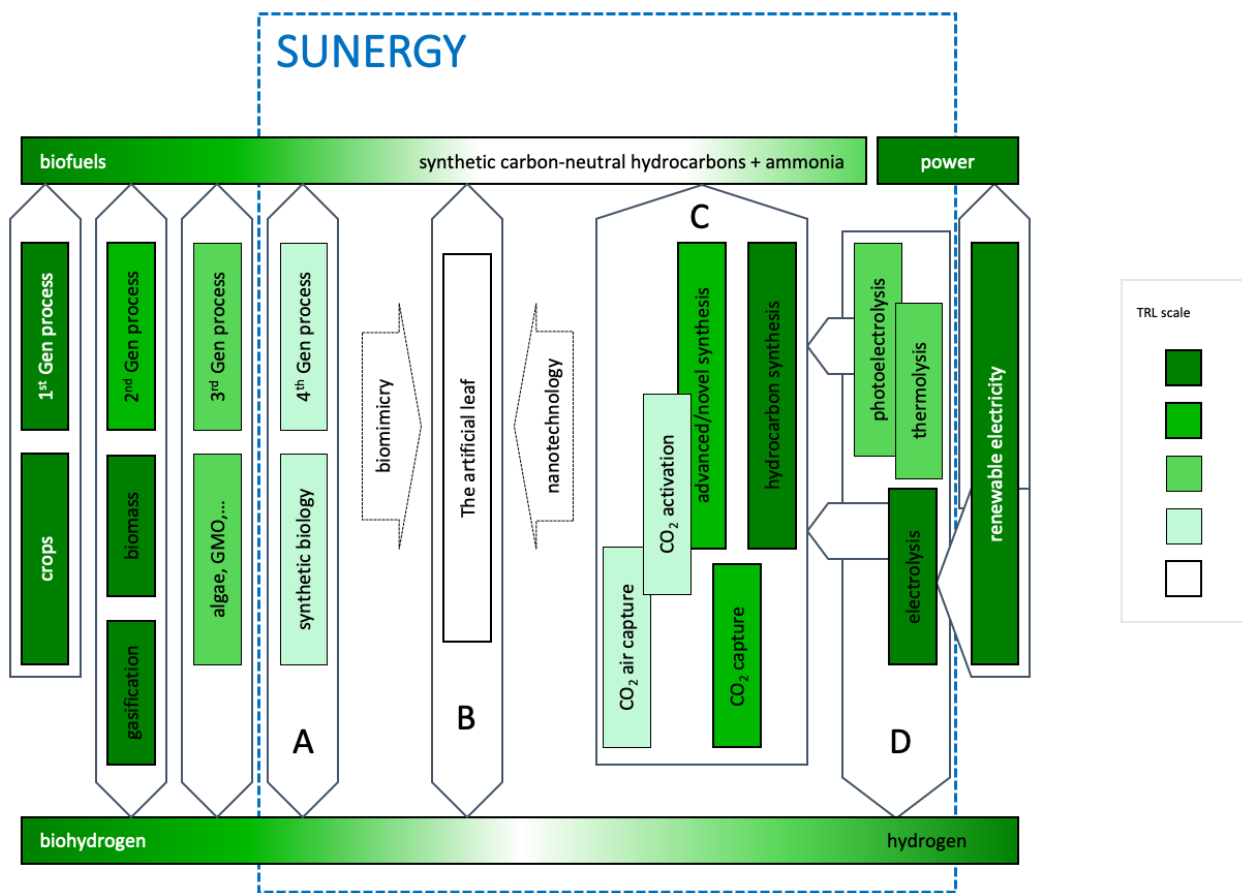 SUNERGY
biofuels
synthetic carbon-neutral hydrocarbons + ammonia
power
1st Gen process
crops
2nd Gen process
biomass
gasification
3rd Gen process
algae, GMO,...
4th Gen process
synthetic biology
A
biomimicry
The artificial leaf
B
nanotechnology
C
advanced/novel synthesis
hydrocarbon synthesis
CO2 activation
CO2 air capture
CO2 capture
photoelectrolysis
thermolysis
electrolysis
D
renewable electricity
TRL scale
biohydrogen
hydrogen